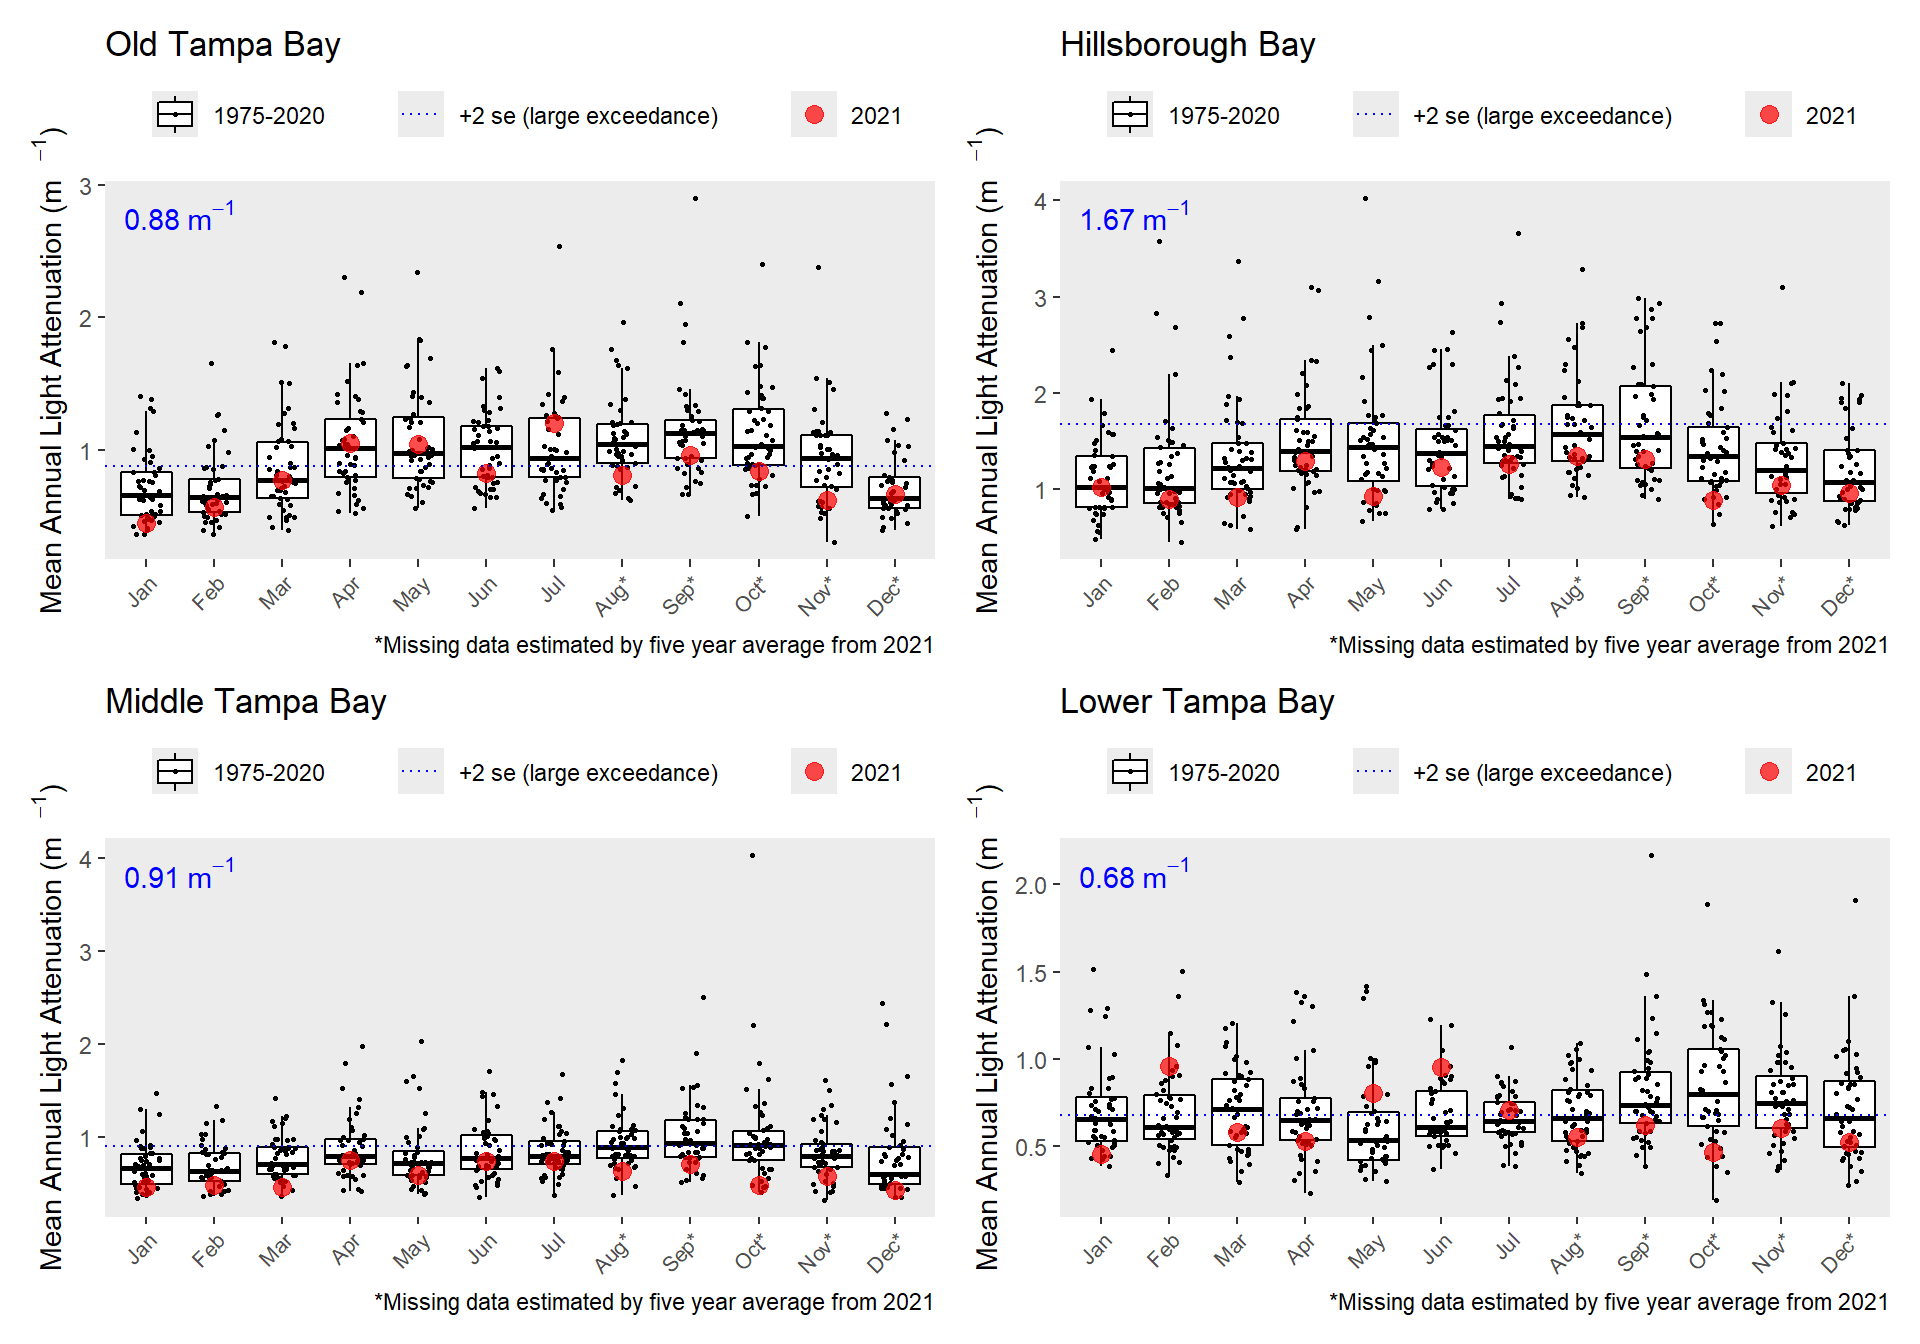 Old Tampa Bay
1975-2020
+2 se (large exceedance)
2021
Mean Annual Light Attenuation (m⁻¹)
0.88 m⁻¹
3
2
1
Jan Feb Mar Apr May Jun Jul Aug* Sep* Oct* Nov* Dec*
*Missing data estimated by five year average from 2021
Hillsborough Bay
1975-2020
+2 se (large exceedance)
2021
Mean Annual Light Attenuation (m⁻¹)
1.67 m⁻¹
4
3
2
1
Jan Feb Mar Apr May Jun Jul Aug* Sep* Oct* Nov* Dec*
*Missing data estimated by five year average from 2021
Middle Tampa Bay
1975-2020
+2 se (large exceedance)
2021
Mean Annual Light Attenuation (m⁻¹)
0.91 m⁻¹
4
3
2
1
Jan Feb Mar Apr May Jun Jul Aug* Sep* Oct* Nov* Dec*
*Missing data estimated by five year average from 2021
Lower Tampa Bay
1975-2020
+2 se (large exceedance)
2021
Mean Annual Light Attenuation (m⁻¹)
0.68 m⁻¹
2.0
1.5
1.0
0.5
Jan Feb Mar Apr May Jun Jul Aug* Sep* Oct* Nov* Dec*
*Missing data estimated by five year average from 2021